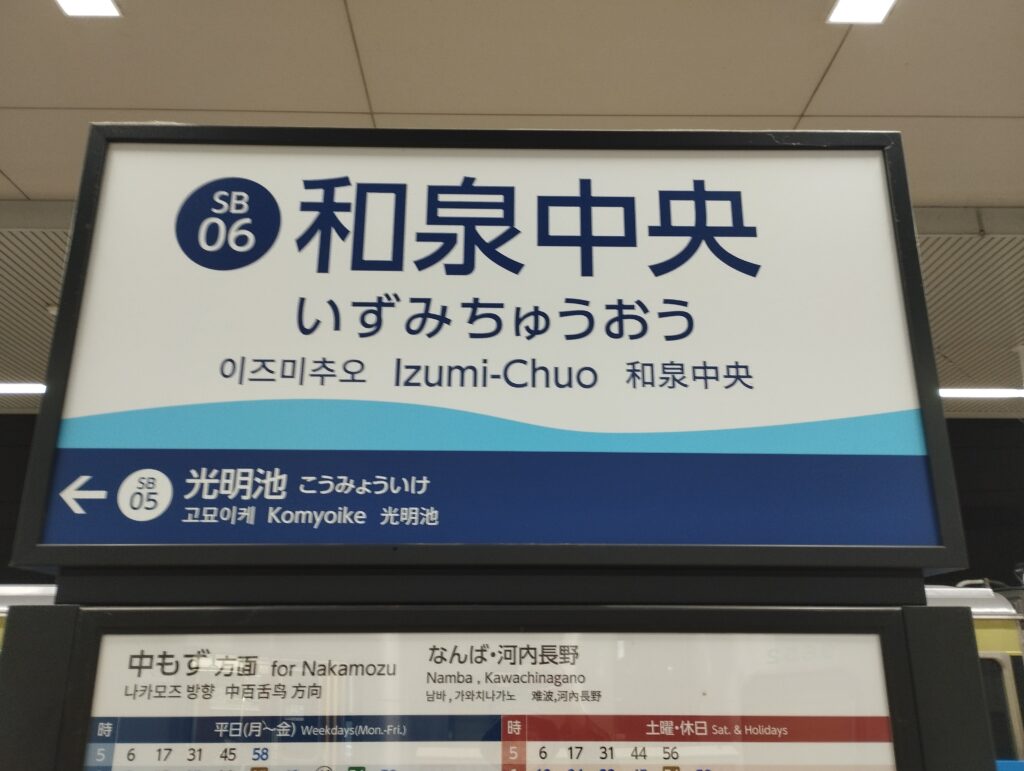 SB
06
和泉中央
いずみちゅうおう
이즈미추오 Izumi-Chuo 和泉中央
SB
05
光明池 こうみょういけ
고묘이케 Komyoike 光明池
中もず 方面 for Nakamozu
나카모즈 방향 中百舌鸟 方向
なんば・河内長野
Namba , Kawachinagano
남바 , 가와치나가노 难波,河内長野
時 平日(月〜金) Weekdays(Mon.-Fri.)
5 6 17 31 45 58
時 土曜・休日 Sat. & Holidays
5 6 17 31 44 56